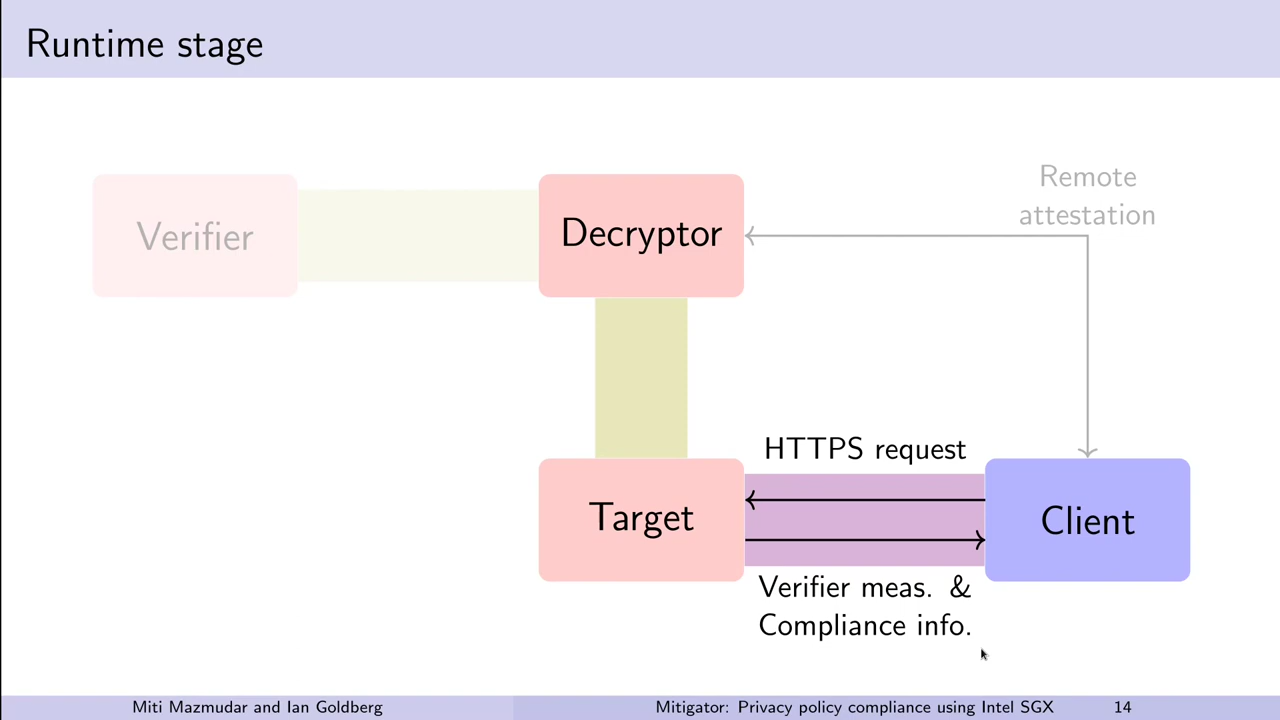 Runtime stage
Remote
attestation
Verifier
Decryptor
HTTPS request
Target
Client
Verifier meas. &
Compliance info.
Miti Mazmudar and Ian Goldberg
Mitigator: Privacy policy compliance using Intel SGX
14